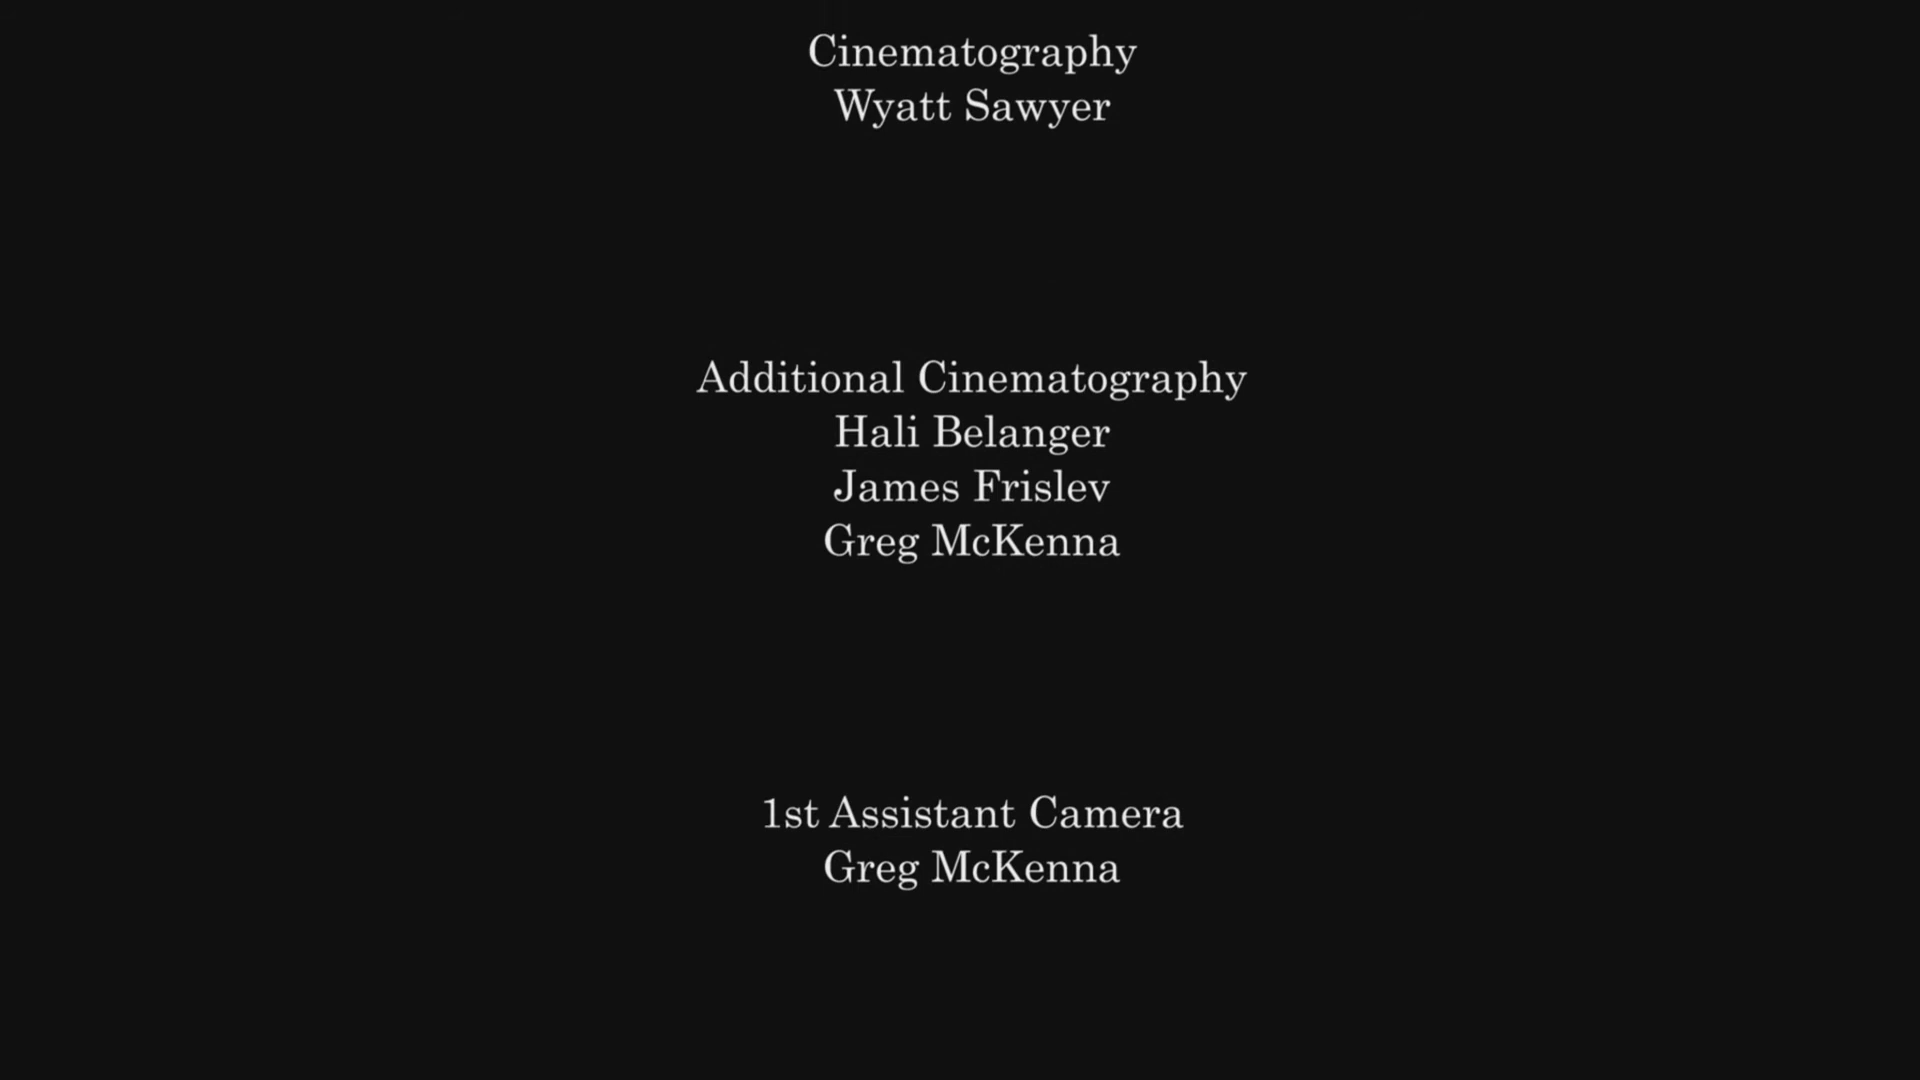 Cinematography
Wyatt Sawyer
Additional Cinematography
Hali Belanger
James Frislev
Greg McKenna
1st Assistant Camera
Greg McKenna